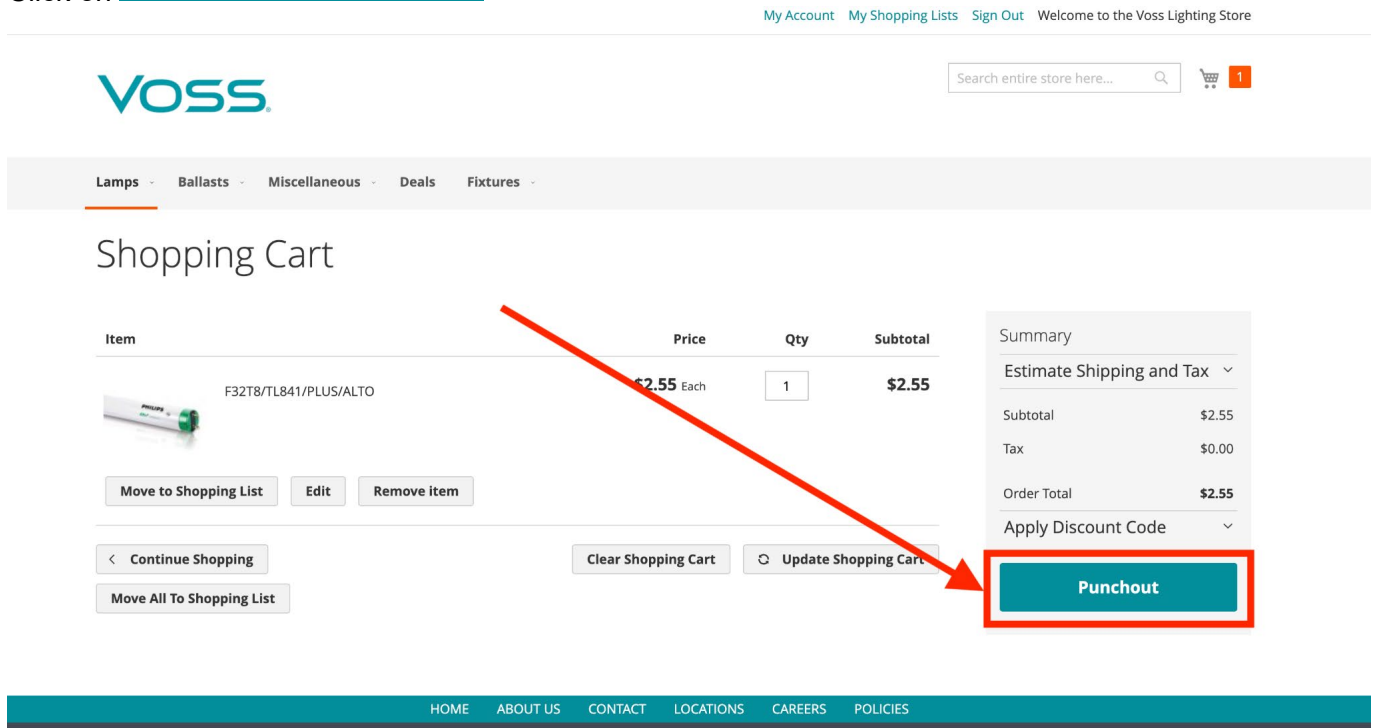 My Account My Shopping Lists Sign Out Welcome to the Voss Lighting Store
VOSS
Search entire store here... 1
Lamps Ballasts Miscellaneous Deals Fixtures
Shopping Cart
Item Price Qty Subtotal
F32T8/TL841/PLUS/ALTO $2.55 Each 1 $2.55
PHILIPS
Move to Shopping List Edit Remove item
< Continue Shopping Clear Shopping Cart Update Shopping Cart
Move All To Shopping List
Summary
Estimate Shipping and Tax
Subtotal $2.55
Tax $0.00
Order Total $2.55
Apply Discount Code
Punchout
HOME ABOUT US CONTACT LOCATIONS CAREERS POLICIES